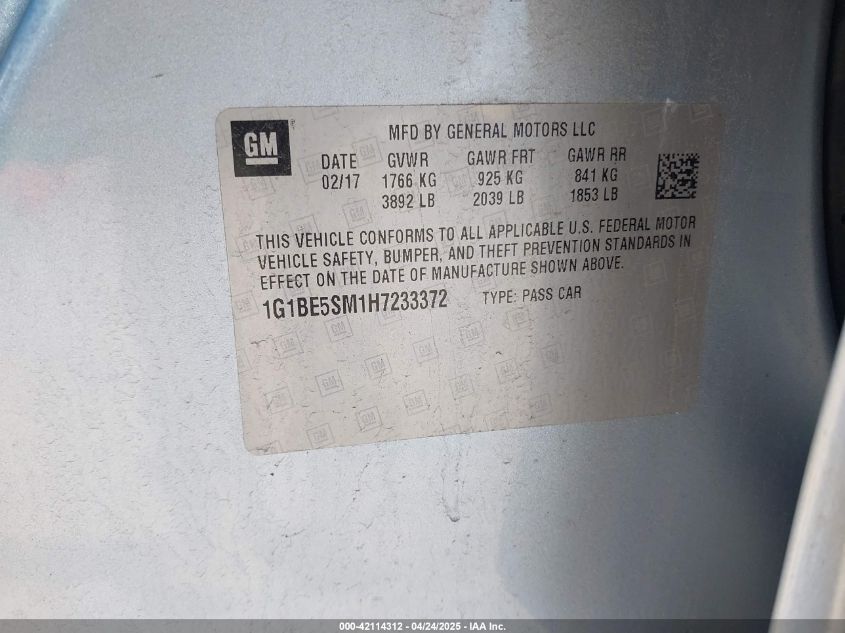 GM
MFD BY GENERAL MOTORS LLC
DATE GVWR GAWR FRT GAWR RR
02/17 1766 KG 925 KG 841 KG
3892 LB 2039 LB 1853 LB
THIS VEHICLE CONFORMS TO ALL APPLICABLE U.S. FEDERAL MOTOR
VEHICLE SAFETY, BUMPER, AND THEFT PREVENTION STANDARDS IN
EFFECT ON THE DATE OF MANUFACTURE SHOWN ABOVE.
1G1BE5SM1H7233372 TYPE: PASS CAR
000-42114312 - 04/24/2025 - IAA Inc.